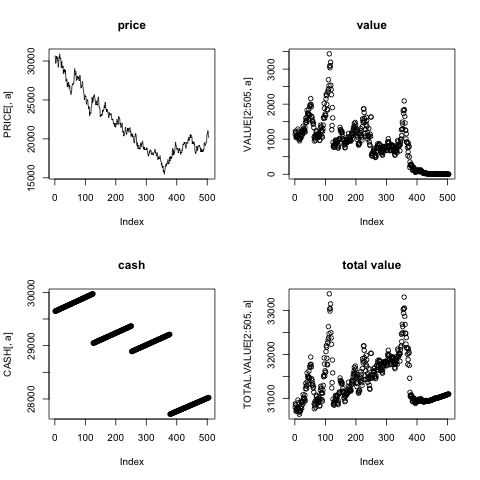 price
PRICE[, a]
15000 20000 25000 30000
0 100 200 300 400 500
Index
value
VALUE[2:505, a]
0 1000 2000 3000
0 100 200 300 400 500
Index
cash
CASH[, a]
28000 29000 30000
0 100 200 300 400 500
Index
total value
TOTAL.VALUE[2:505, a]
31000 32000 33000
0 100 200 300 400 500
Index